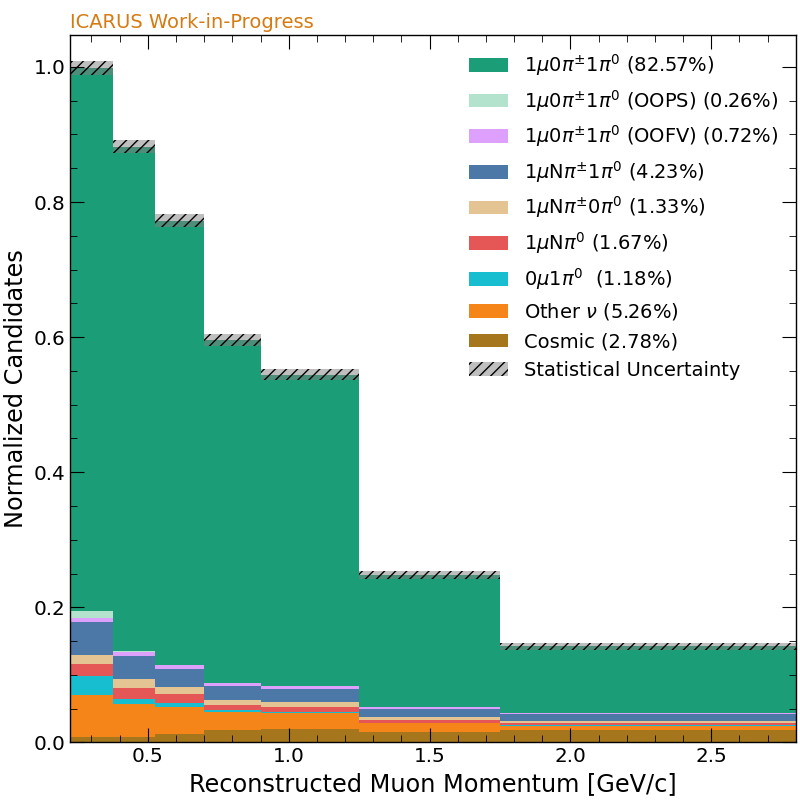 ICARUS Work-in-Progress
1μ0π±1π⁰ (82.57%)
1μ0π±1π⁰ (OOPS) (0.26%)
1μ0π±1π⁰ (OOFV) (0.72%)
1μNπ±1π⁰ (4.23%)
1μNπ±0π⁰ (1.33%)
1μNπ⁰ (1.67%)
0μ1π⁰ (1.18%)
Other ν (5.26%)
Cosmic (2.78%)
Statistical Uncertainty
Normalized Candidates
1.0
0.8
0.6
0.4
0.2
0.0
0.5 1.0 1.5 2.0 2.5
Reconstructed Muon Momentum [GeV/c]